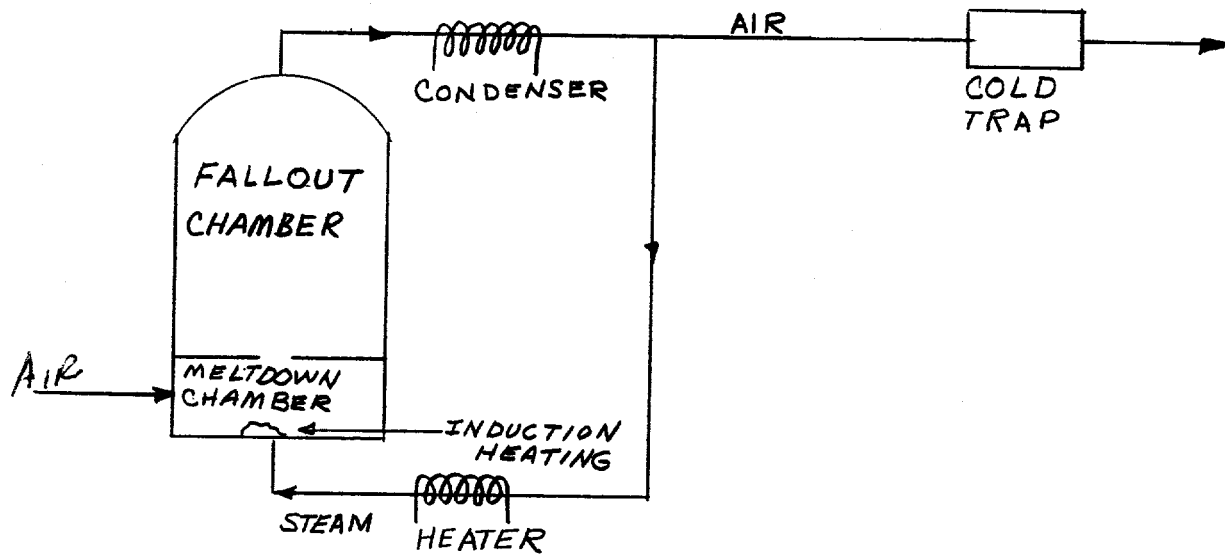 AIR
CONDENSER
COLD
TRAP
FALLOUT
CHAMBER
AIR
MELTDOWN
CHAMBER
INDUCTION
HEATING
STEAM
HEATER